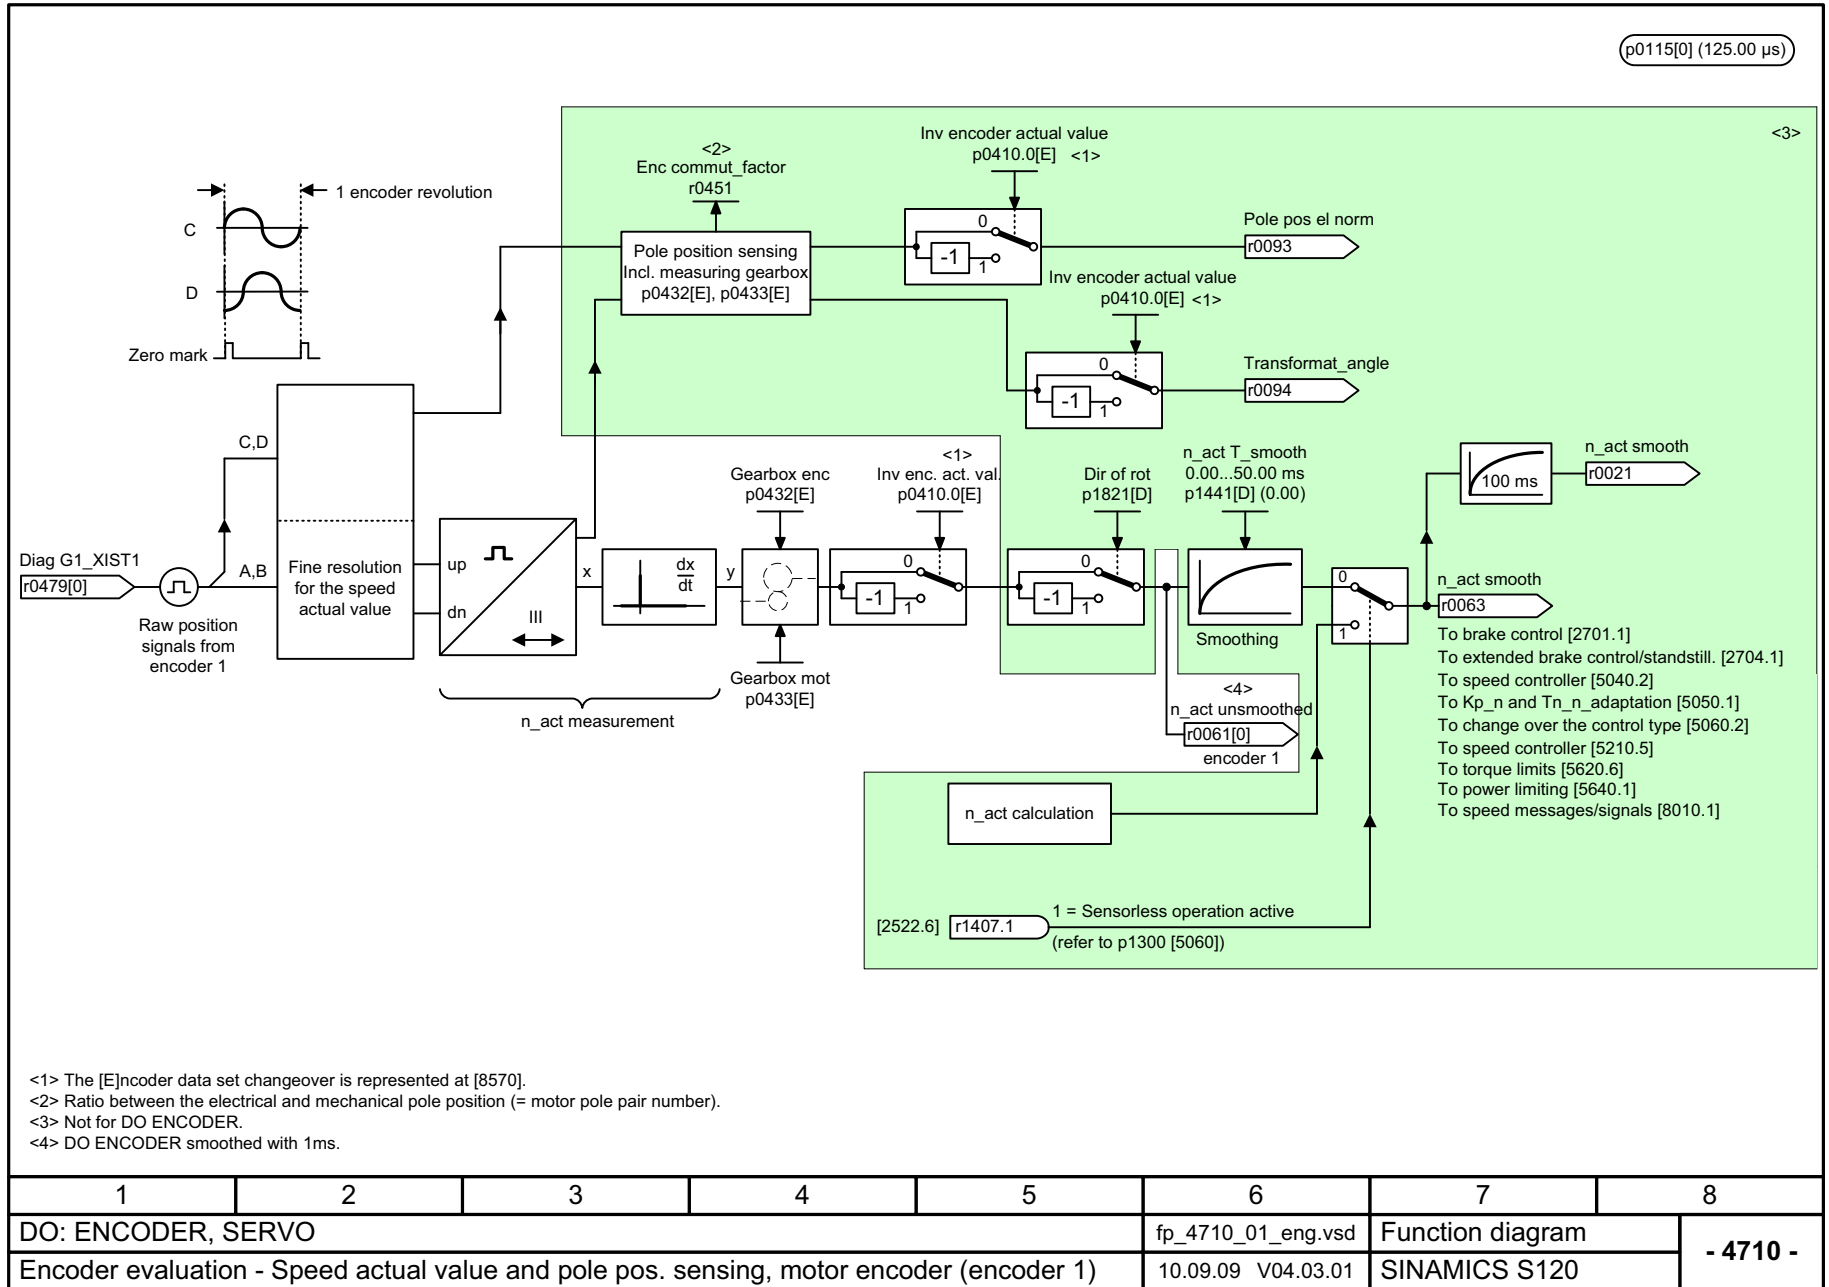 p0115[0] (125.00 µs)
<3>
Inv encoder actual value
p0410.0[E] <1>
<2>
Enc commut_factor
r0451
1 encoder revolution
C
D
Zero mark
Pole position sensing
Incl. measuring gearbox
p0432[E], p0433[E]
0
-1
1
Pole pos el norm
r0093
Inv encoder actual value
p0410.0[E] <1>
0
-1
1
Transformat_angle
r0094
C,D
A,B
Diag G1_XIST1
r0479[0]
Raw position
signals from
encoder 1
Fine resolution
for the speed
actual value
up
dn
III
x
dx
dt
y
n_act measurement
Gearbox enc
p0432[E]
Gearbox mot
p0433[E]
<1>
Inv enc. act. val.
p0410.0[E]
0
-1
1
Dir of rot
p1821[D]
0
-1
1
n_act T_smooth
0.00...50.00 ms
p1441[D] (0.00)
Smoothing
<4>
n_act unsmoothed
r0061[0]
encoder 1
0
1
100 ms
n_act smooth
r0021
n_act smooth
r0063
To brake control [2701.1]
To extended brake control/standstill. [2704.1]
To speed controller [5040.2]
To Kp_n and Tn_n_adaptation [5050.1]
To change over the control type [5060.2]
To speed controller [5210.5]
To torque limits [5620.6]
To power limiting [5640.1]
To speed messages/signals [8010.1]
n_act calculation
[2522.6]
r1407.1
1 = Sensorless operation active
(refer to p1300 [5060])
<1> The [E]ncoder data set changeover is represented at [8570].
<2> Ratio between the electrical and mechanical pole position (= motor pole pair number).
<3> Not for DO ENCODER.
<4> DO ENCODER smoothed with 1ms.
1 2 3 4 5 6 7 8
DO: ENCODER, SERVO
fp_4710_01_eng.vsd
Function diagram
- 4710 -
Encoder evaluation - Speed actual value and pole pos. sensing, motor encoder (encoder 1)
10.09.09 V04.03.01
SINAMICS S120